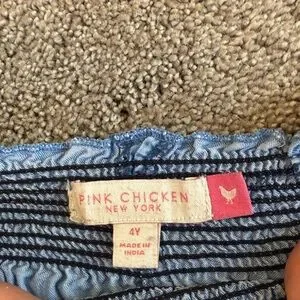 PINK CHICKEN
NEW YORK
4Y
MADE IN
INDIA